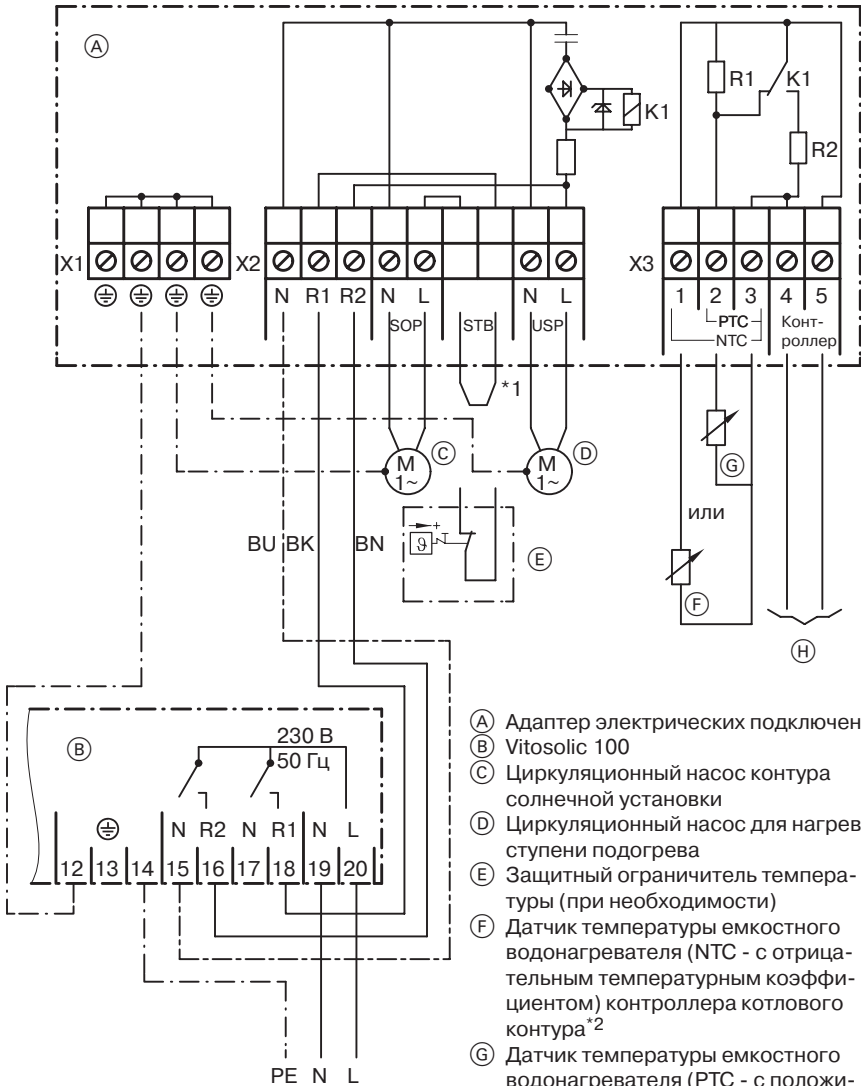 A
K1
R1
K1
R2
X1
X2
X3
N R1 R2 N L N L
1 2 3 4 5
SOP
STB
USP
PTC
NTC
Конт-
роллер
*1
M
1~
C
M
1~
D
G
или
BU
BK
BN
ϑ
+
E
F
H
B
230 В
50 Гц
N R2 N R1 N L
12 13 14 15 16 17 18 19 20
PE N L
A Адаптер электрических подключен
B Vitosolic 100
C Циркуляционный насос контура
солнечной установки
D Циркуляционный насос для нагрев
ступени подогрева
E Защитный ограничитель темпера-
туры (при необходимости)
F Датчик температуры емкостного
водонагревателя (NTC - с отрица-
тельным температурным коэффи-
циентом) контроллера котлового
контура*2
G Датчик температуры емкостного
водонагревателя (PTC - с положи-